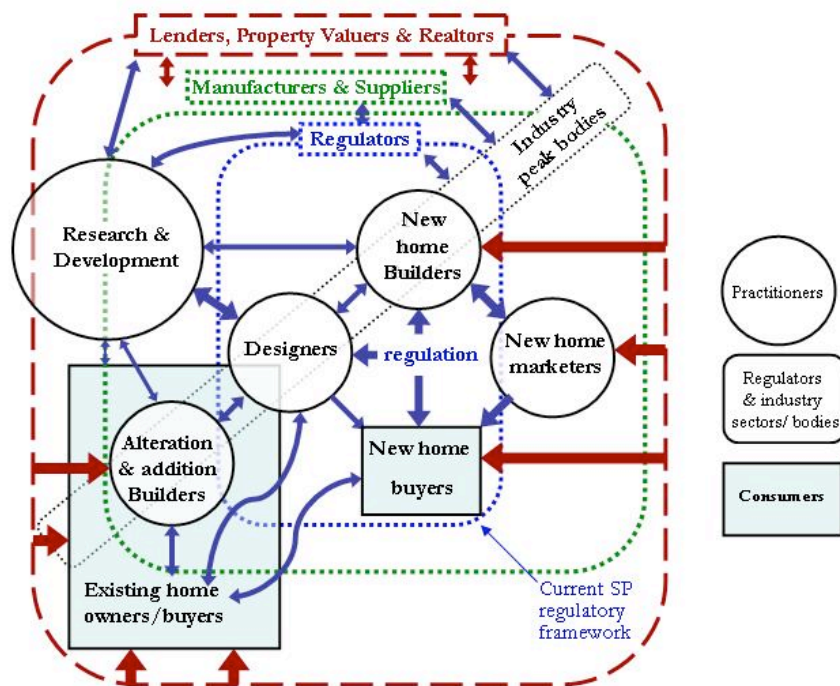 Lenders, Property Valuers & Realtors
Manufacturers & Suppliers
Regulators
Industry
peak bodies
Research &
Development
New
home
Builders
Designers
regulation
New home
marketers
Alteration
& addition
Builders
New home
buyers
Existing home
owners/buyers
Current SP
regulatory
framework
Practitioners
Regulators
& industry
sectors/ bodies
Consumers